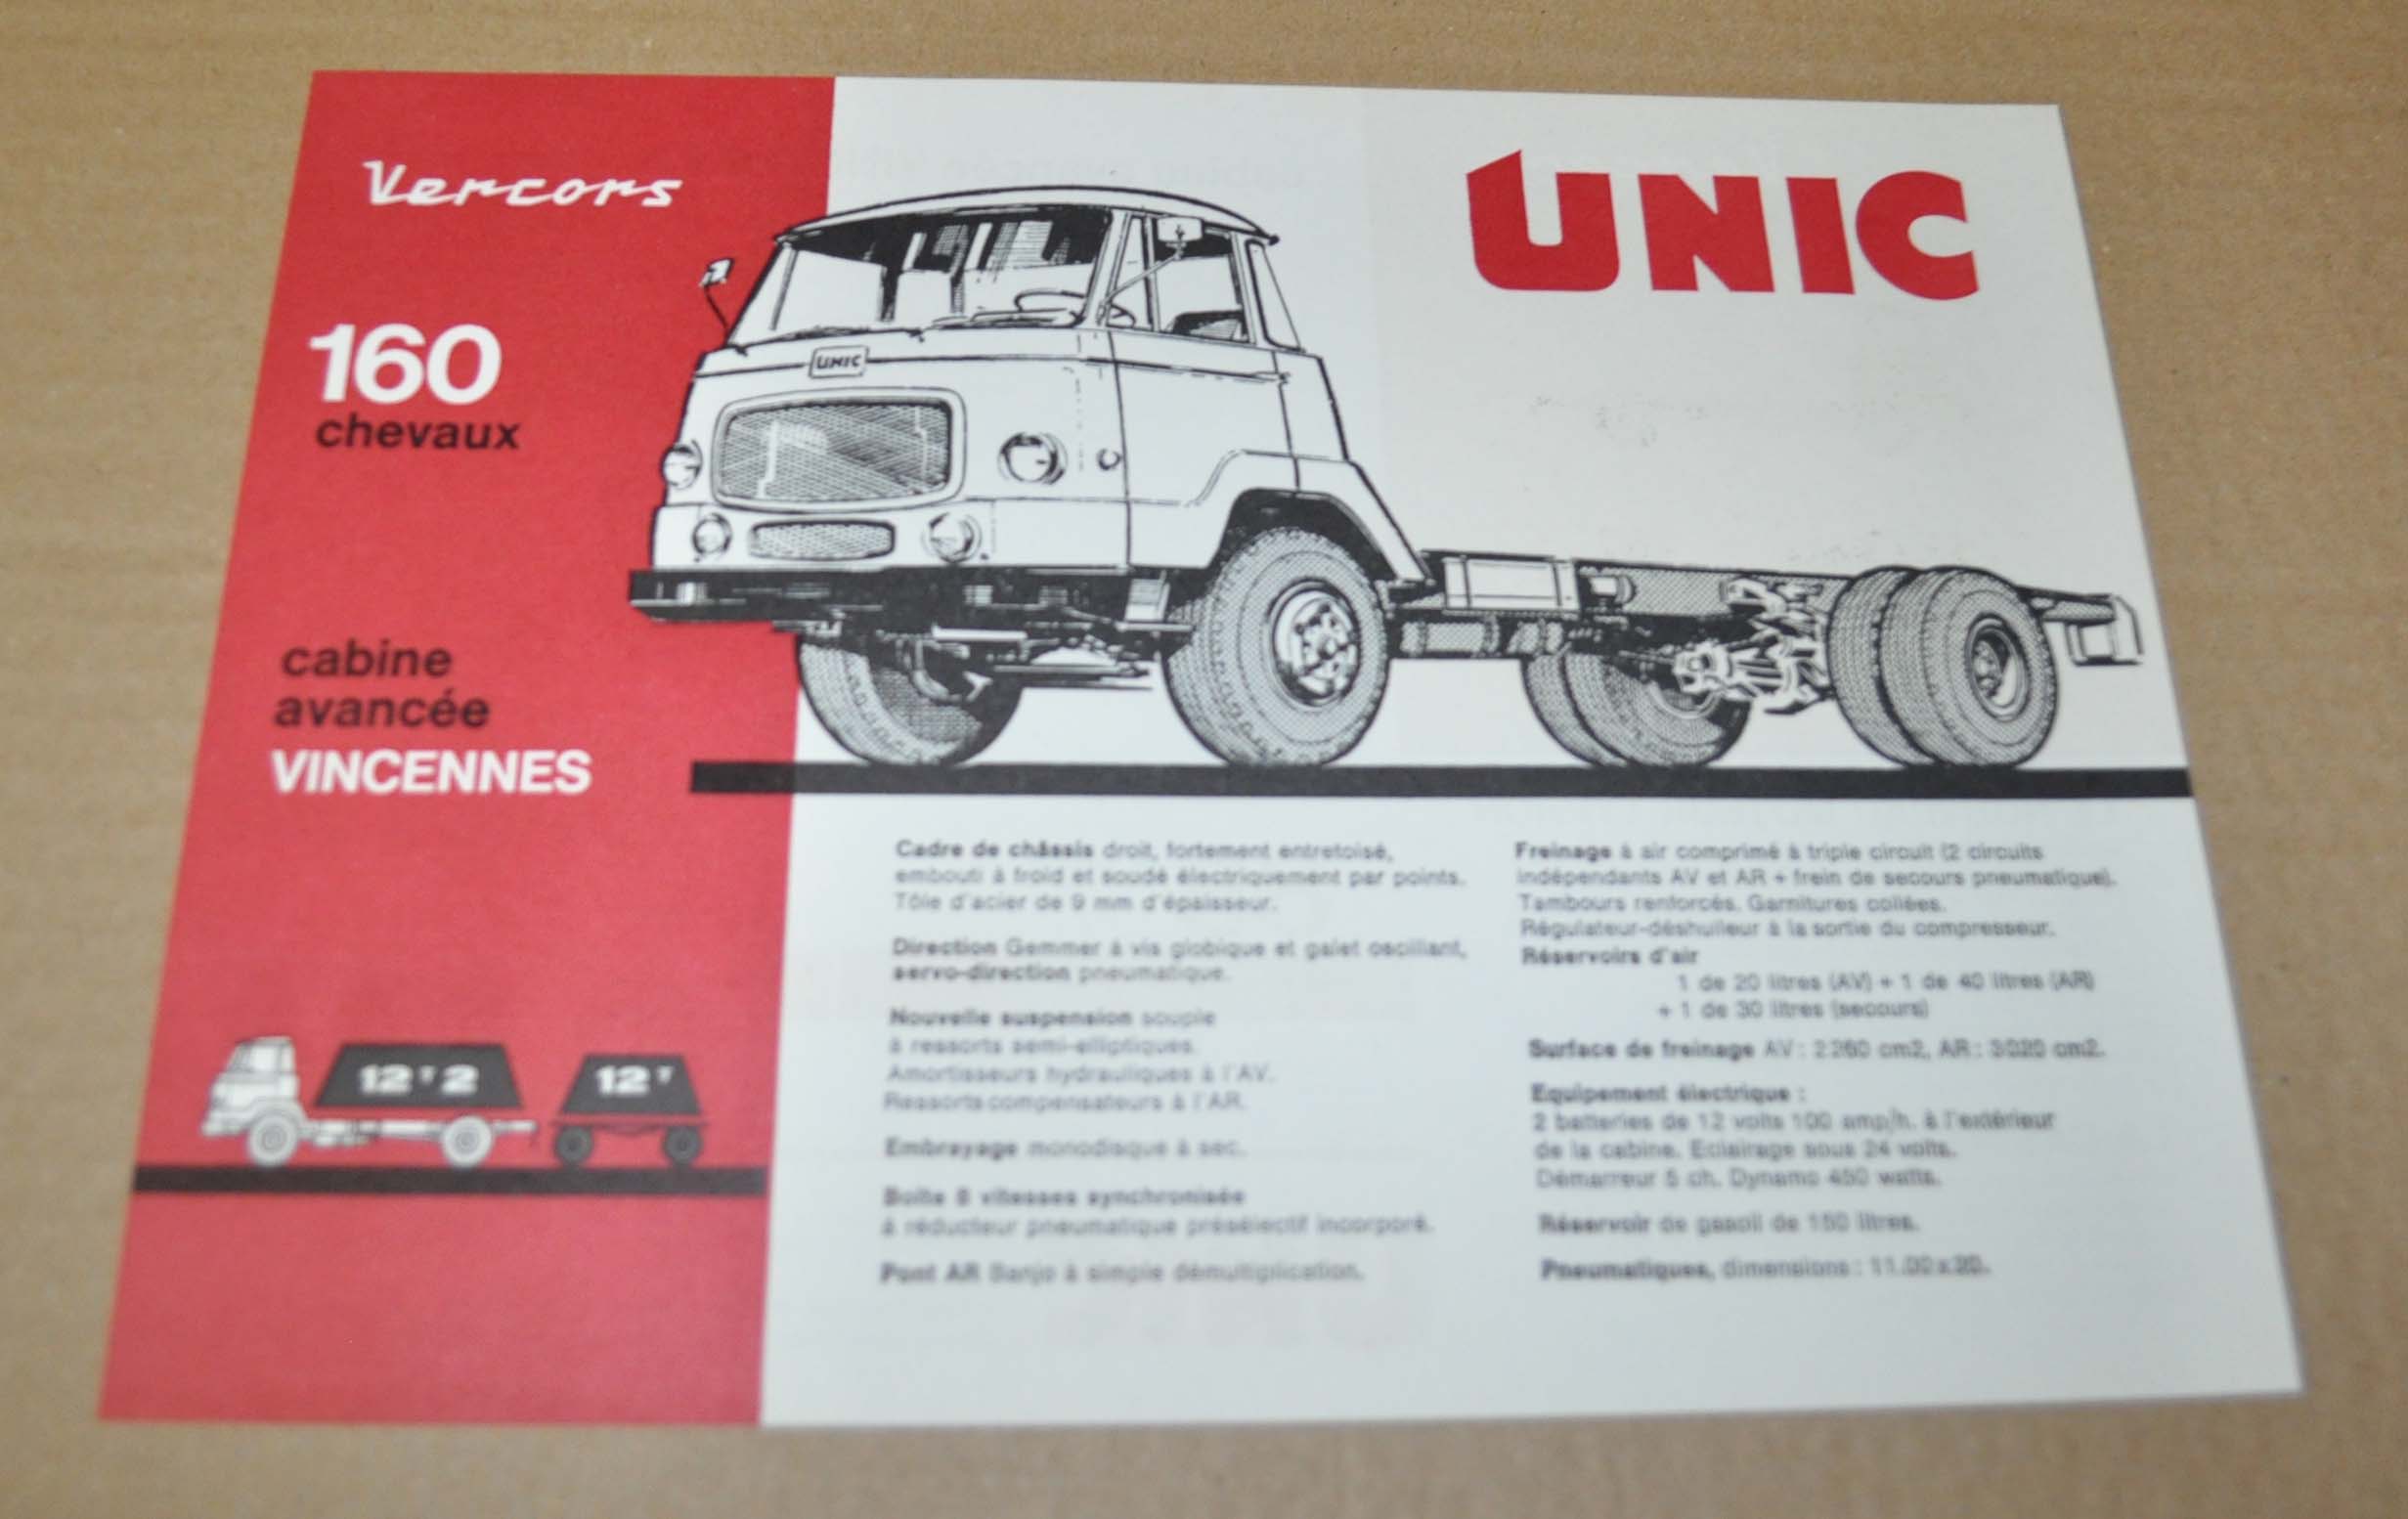 Vercors
160
chevaux
cabine
avancée
VINCENNES
12 T 2
12 T
UNIC
UNIC
Cadre de châssis droit, fortement entretoisé,
embouti à froid et soudé électriquement par points.
Tôle d'acier de 9 mm d'épaisseur.
Direction Gemmer à vis globique et galet oscillant,
servo-direction pneumatique.
Nouvelle suspension souple
à ressorts semi-elliptiques.
Amortisseurs hydrauliques à l'AV.
Ressorts compensateurs à l'AR.
Embrayage monodisque à sec.
Boîte 8 vitesses synchronisée
à réducteur pneumatique présélectif incorporé.
Pont AR Banjo à simple démultiplication.
Freinage à air comprimé à triple circuit (2 circuits
indépendants AV et AR + frein de secours pneumatique).
Tambours renforcés. Garnitures collées.
Régulateur-déshuileur à la sortie du compresseur.
Réservoirs d'air
1 de 20 litres (AV) + 1 de 40 litres (AR)
+ 1 de 30 litres (secours)
Surface de freinage AV : 2.260 cm2, AR : 3020 cm2.
Equipement électrique :
2 batteries de 12 volts 100 amp/h. à l'extérieur
de la cabine. Eclairage sous 24 volts.
Démarreur 5 ch. Dynamo 450 watts.
Réservoir de gasoil de 150 litres.
Pneumatiques, dimensions : 11.00 x 20.